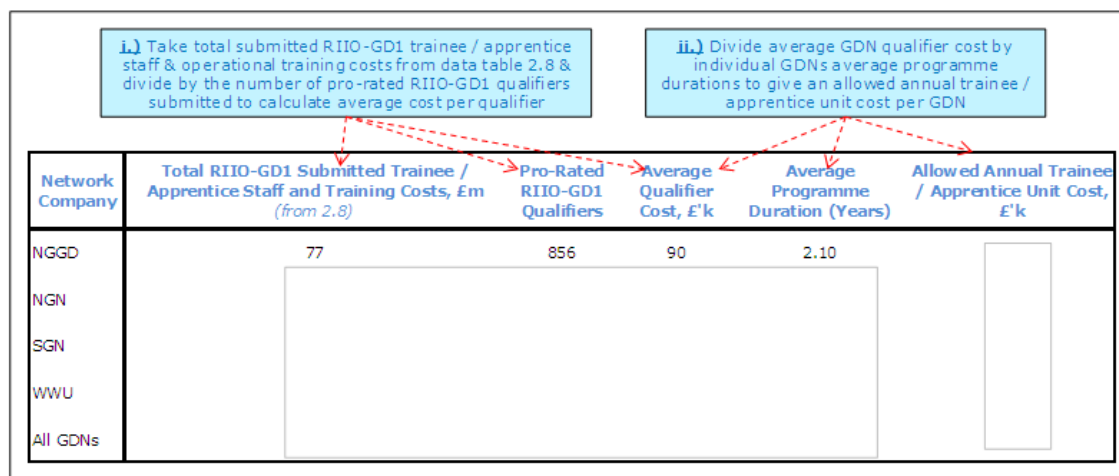 i.) Take total submitted RIIO-GD1 trainee / apprentice
staff & operational training costs from data table 2.8 &
divide by the number of pro-rated RIIO-GD1 qualifiers
submitted to calculate average cost per qualifier
ii.) Divide average GDN qualifier cost by
individual GDNs average programme
durations to give an allowed annual trainee /
apprentice unit cost per GDN
Network
Company
Total RIIO-GD1 Submitted Trainee /
Apprentice Staff and Training Costs, £m
(from 2.8)
Pro-Rated
RIIO-GD1
Qualifiers
Average
Qualifier
Cost, £'k
Average
Programme
Duration (Years)
Allowed Annual Trainee
/ Apprentice Unit Cost,
£'k
NGGD 77 856 90 2.10
NGN
SGN
WWU
All GDNs